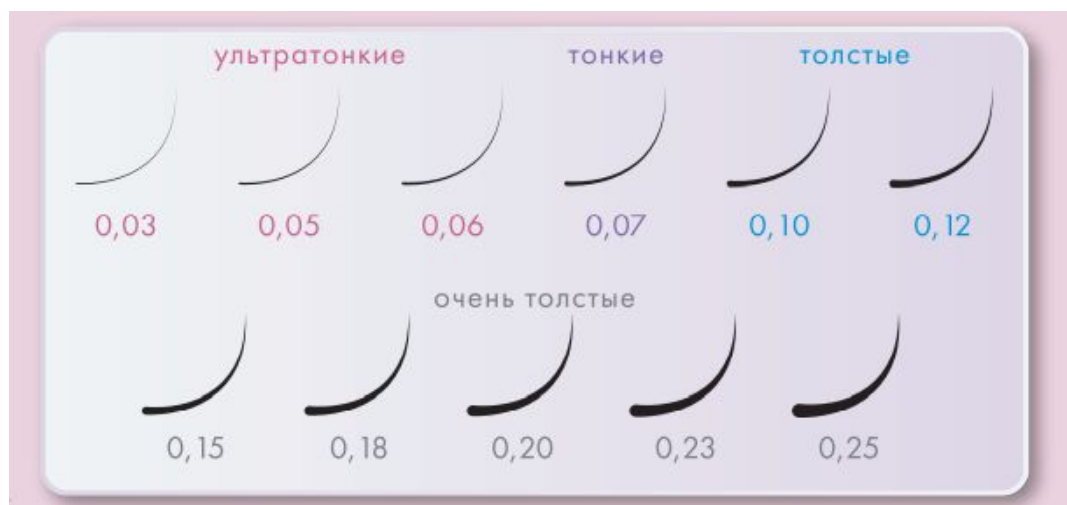 ультратонкие тонкие толстые
0,03 0,05 0,06 0,07 0,10 0,12
очень толстые
0,15 0,18 0,20 0,23 0,25